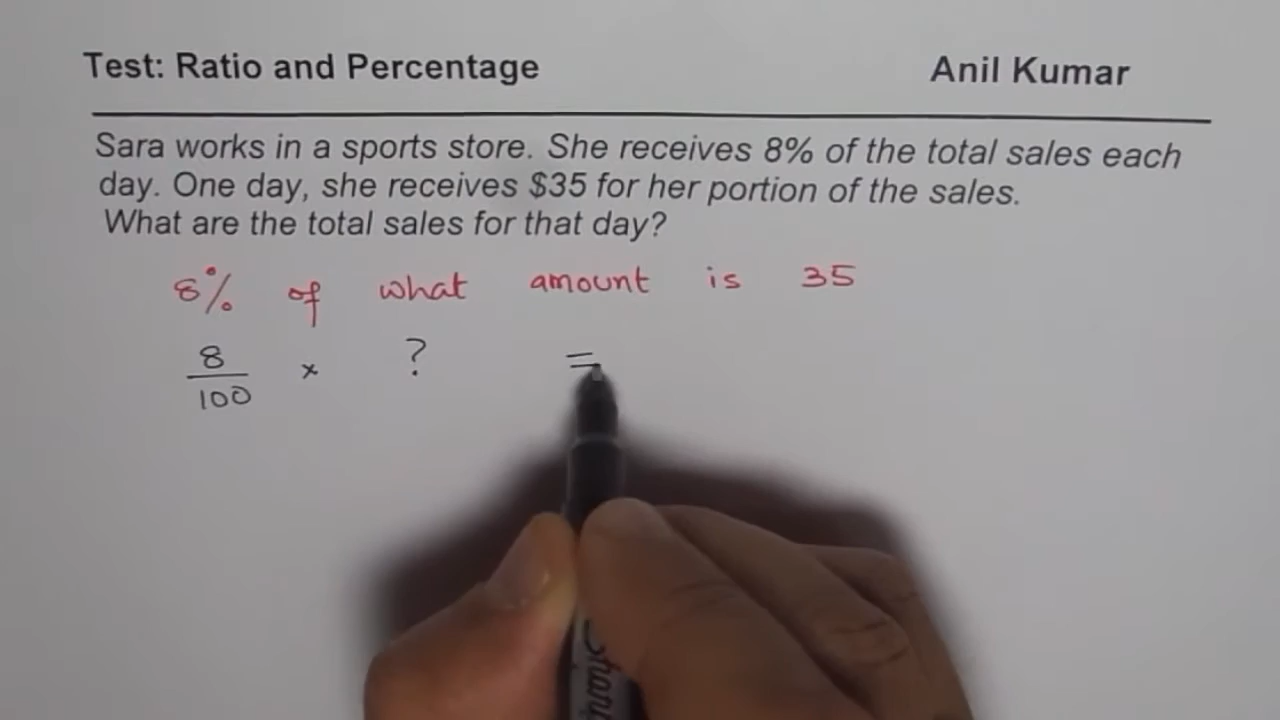 Test: Ratio and Percentage Anil Kumar
Sara works in a sports store. She receives 8% of the total sales each
day. One day, she receives $35 for her portion of the sales.
What are the total sales for that day?
8% of what amount is 35
8/100 × ? =